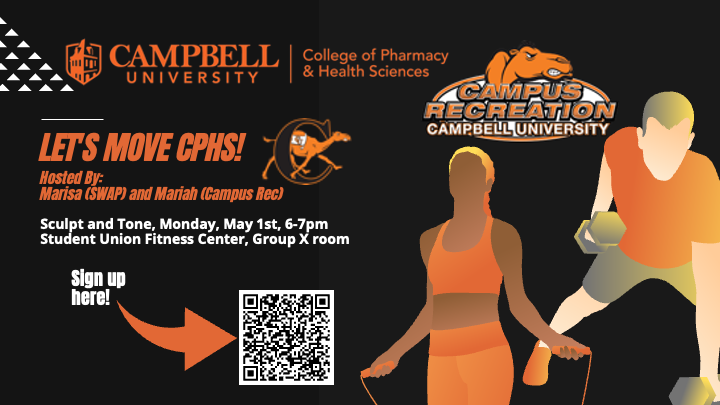 CAMPBELL
UNIVERSITY
College of Pharmacy
& Health Sciences
CAMPUS
RECREATION
CAMPBELL UNIVERSITY
LET'S MOVE CPHS!
Hosted By:
Marisa (SWAP) and Mariah (Campus Rec)
Sculpt and Tone, Monday, May 1st, 6-7pm
Student Union Fitness Center, Group X room
Sign up
here!